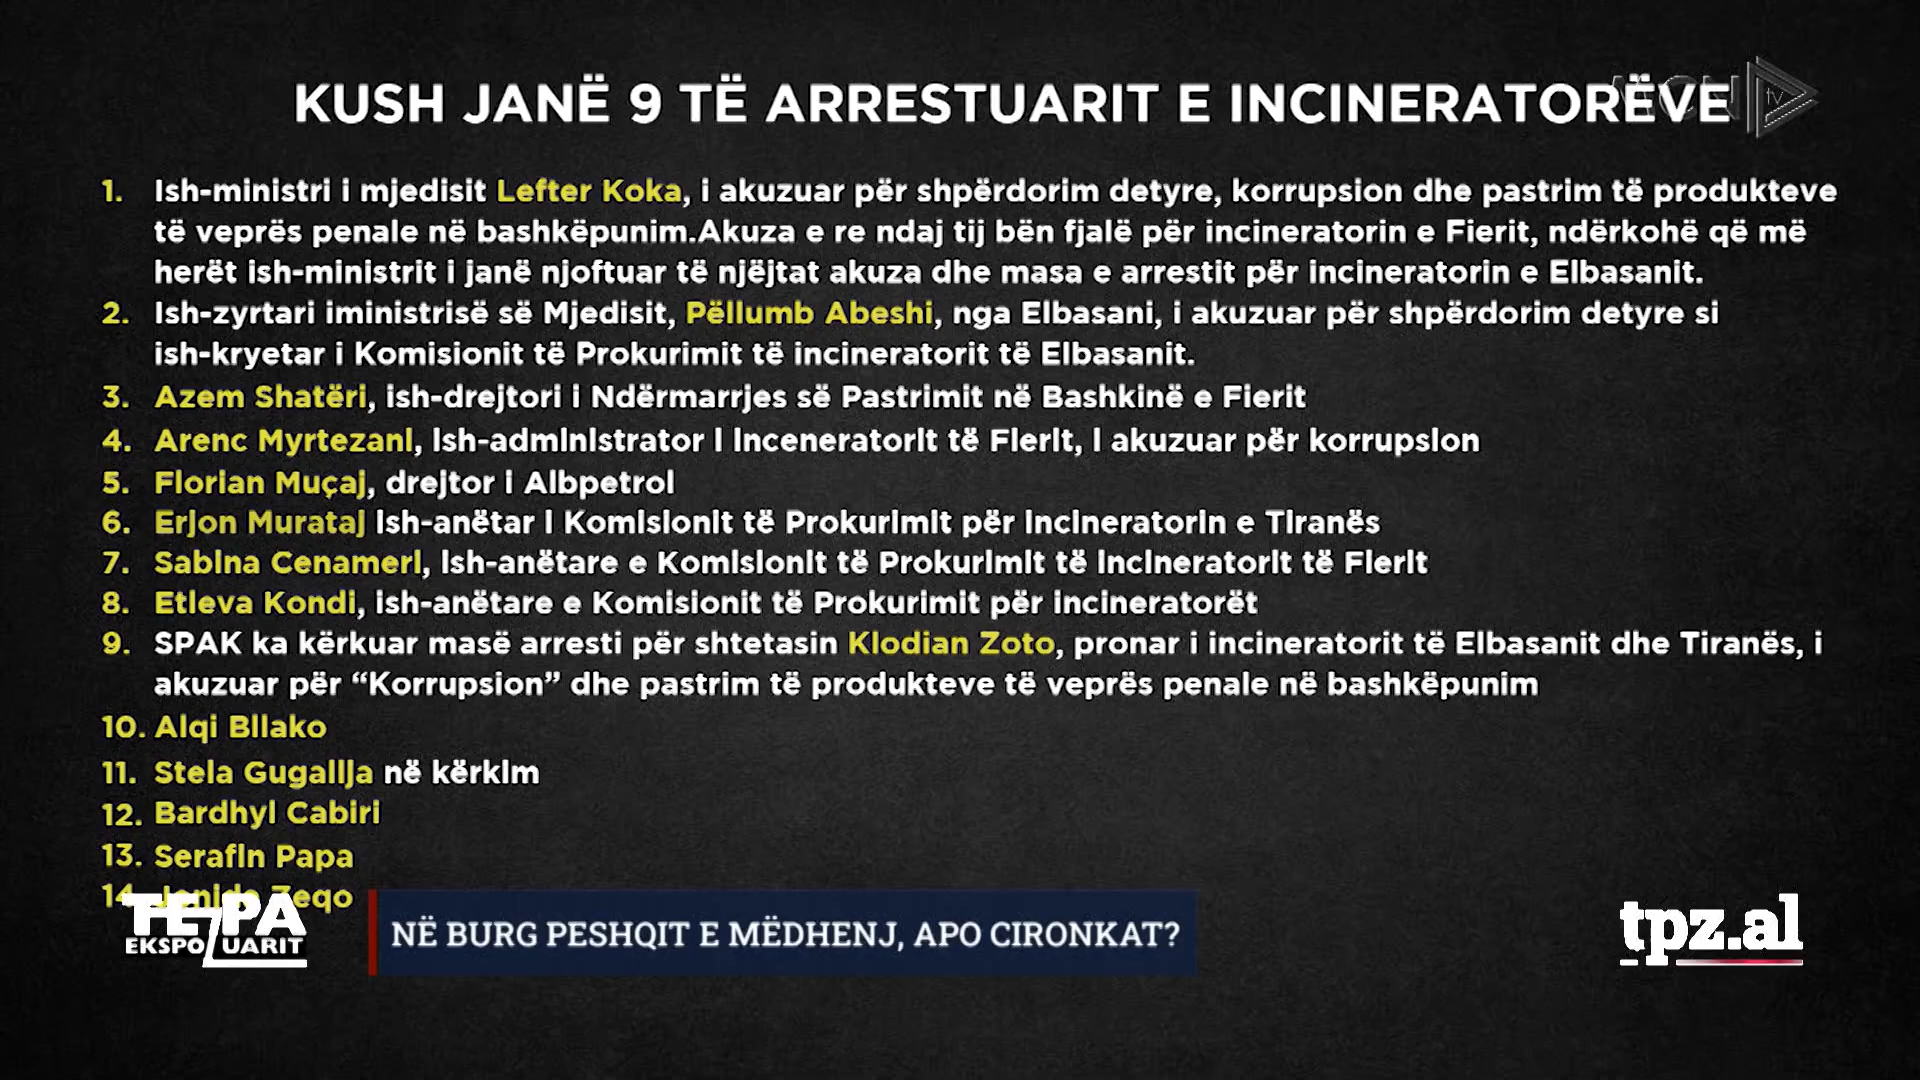 KUSH JANË 9 TË ARRESTUARIT E INCINERATORËVE
tv
1. Ish-ministri i mjedisit Lefter Koka, i akuzuar për shpërdorim detyre, korrupsion dhe pastrim të produkteve
të veprës penale në bashkëpunim.Akuza e re ndaj tij bën fjalë për incineratorin e Fierit, ndërkohë që më
herët ish-ministrit i janë njoftuar të njëjtat akuza dhe masa e arrestit për incineratorin e Elbasanit.
2. Ish-zyrtari iministrisë së Mjedisit, Pëllumb Abeshi, nga Elbasani, i akuzuar për shpërdorim detyre si
ish-kryetar i Komisionit të Prokurimit të incineratorit të Elbasanit.
3. Azem Shatëri, ish-drejtori i Ndërmarrjes së Pastrimit në Bashkinë e Fierit
4. Arenc Myrtezani, ish-administrator i inceneratorit të Fierit, i akuzuar për korrupsion
5. Florian Muçaj, drejtor i Albpetrol
6. Erjon Murataj ish-anëtar i Komisionit të Prokurimit për incineratorin e Tiranës
7. Sabina Cenameri, ish-anëtare e Komisionit të Prokurimit të incineratorit të Fierit
8. Etleva Kondi, ish-anëtare e Komisionit të Prokurimit për incineratorët
9. SPAK ka kërkuar masë arresti për shtetasin Klodian Zoto, pronar i incineratorit të Elbasanit dhe Tiranës, i
akuzuar për “Korrupsion” dhe pastrim të produkteve të veprës penale në bashkëpunim
10. Alqi Bllako
11. Stela Gugallja në kërkim
12. Bardhyl Cabiri
13. Serafin Papa
14. Zeqo
TEPA
EKSPOZUARIT
NË BURG PESHQIT E MËDHENJ, APO CIRONKAT?
tpz.al